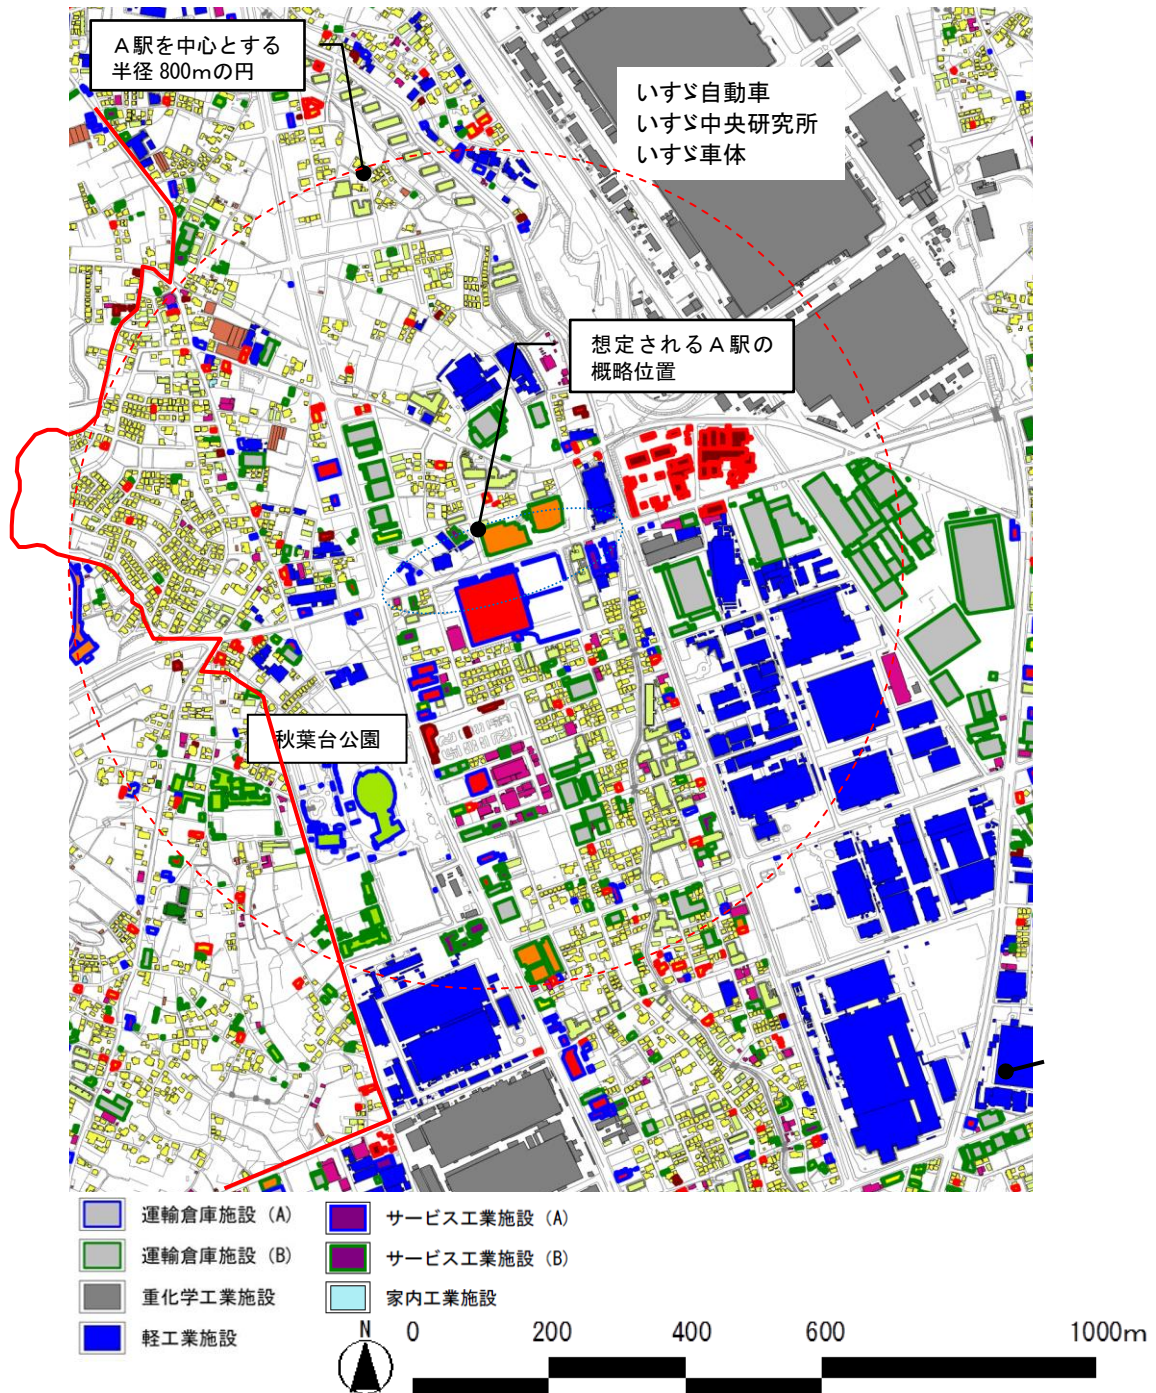 A駅を中心とする
半径 800mの円
いすゞ自動車
いすゞ中央研究所
いすゞ車体
想定されるA駅の
概略位置
秋葉台公園
運輸倉庫施設 (A)
運輸倉庫施設 (B)
重化学工業施設
軽工業施設
サービス工業施設 (A)
サービス工業施設 (B)
家内工業施設
N
0 200 400 600 1000m